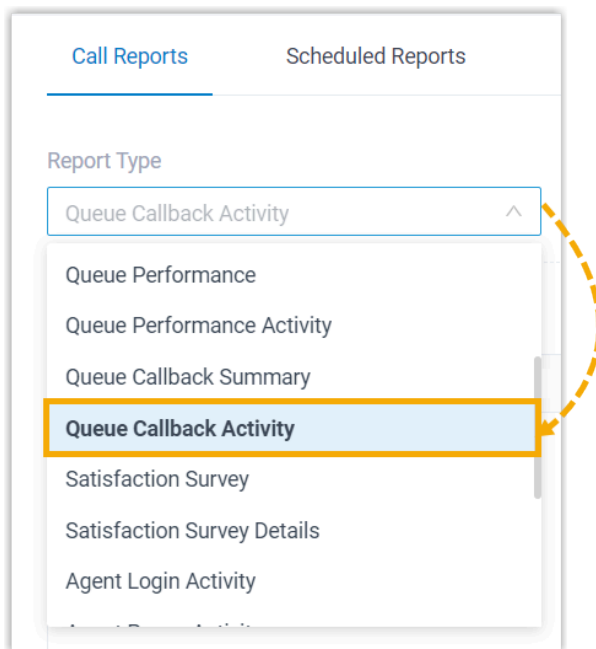 Call Reports Scheduled Reports
Report Type
Queue Callback Activity
Queue Performance
Queue Performance Activity
Queue Callback Summary
Queue Callback Activity
Satisfaction Survey
Satisfaction Survey Details
Agent Login Activity